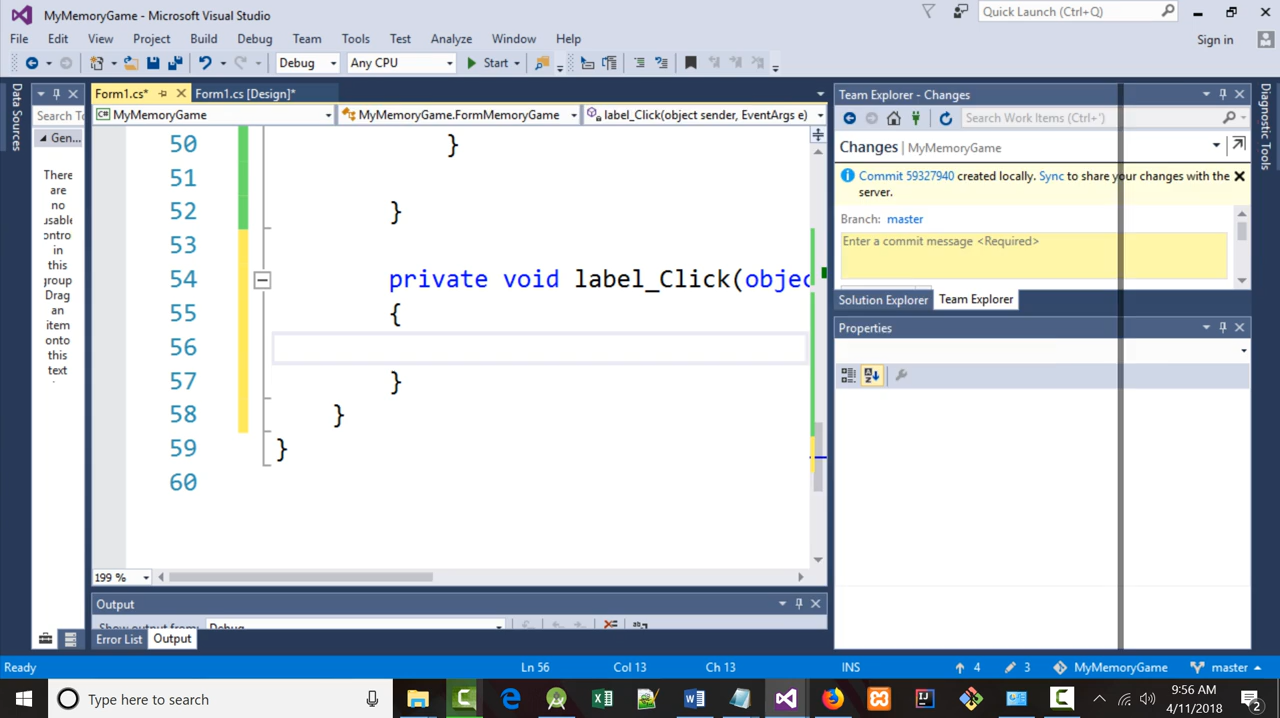 MyMemoryGame - Microsoft Visual Studio
Quick Launch (Ctrl+Q)
File Edit View Project Build Debug Team Tools Test Analyze Window Help
Sign in
Debug Any CPU Start
Data Sources
Search To
Gen...
There
are
no
usable
ontro
in
this
group
Drag
an
item
onto
this
text
Form1.cs* Form1.cs [Design]*
MyMemoryGame MyMemoryGame.FormMemoryGame label_Click(object sender, EventArgs e)
50 }
51
52 }
53
54 private void label_Click(objec
55 {
56
57 }
58 }
59 }
60
199 %
Output
Show output from: Debug
Error List Output
Team Explorer - Changes
Search Work Items (Ctrl+')
Changes | MyMemoryGame
Commit 59327940 created locally. Sync to share your changes with the
server.
Branch: master
Enter a commit message <Required>
Solution Explorer Team Explorer
Properties
Diagnostic Tools
Ready Ln 56 Col 13 Ch 13 INS 4 3 MyMemoryGame master
Type here to search
9:56 AM
4/11/2018
2